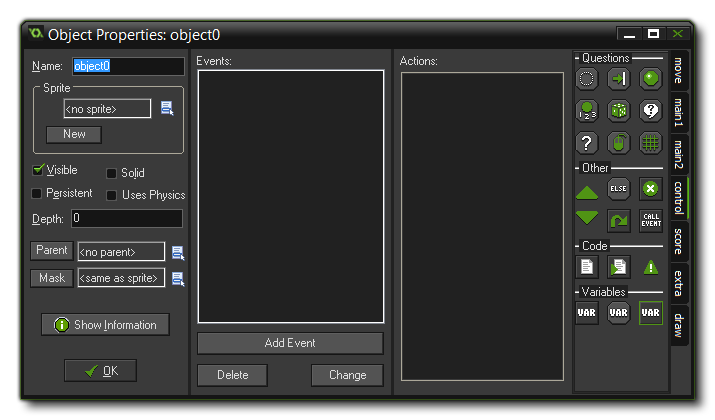 Object Properties: object0
Name: object0
Sprite
<no sprite>
New
Visible
Solid
Persistent
Uses Physics
Depth: 0
Parent <no parent>
Mask <same as sprite>
Show Information
OK
Events:
Add Event
Delete
Change
Actions:
Questions
1 2 3
?
?
Other
ELSE
CALL
EVENT
Code
Variables
VAR VAR VAR
move
main1
main2
control
score
extra
draw